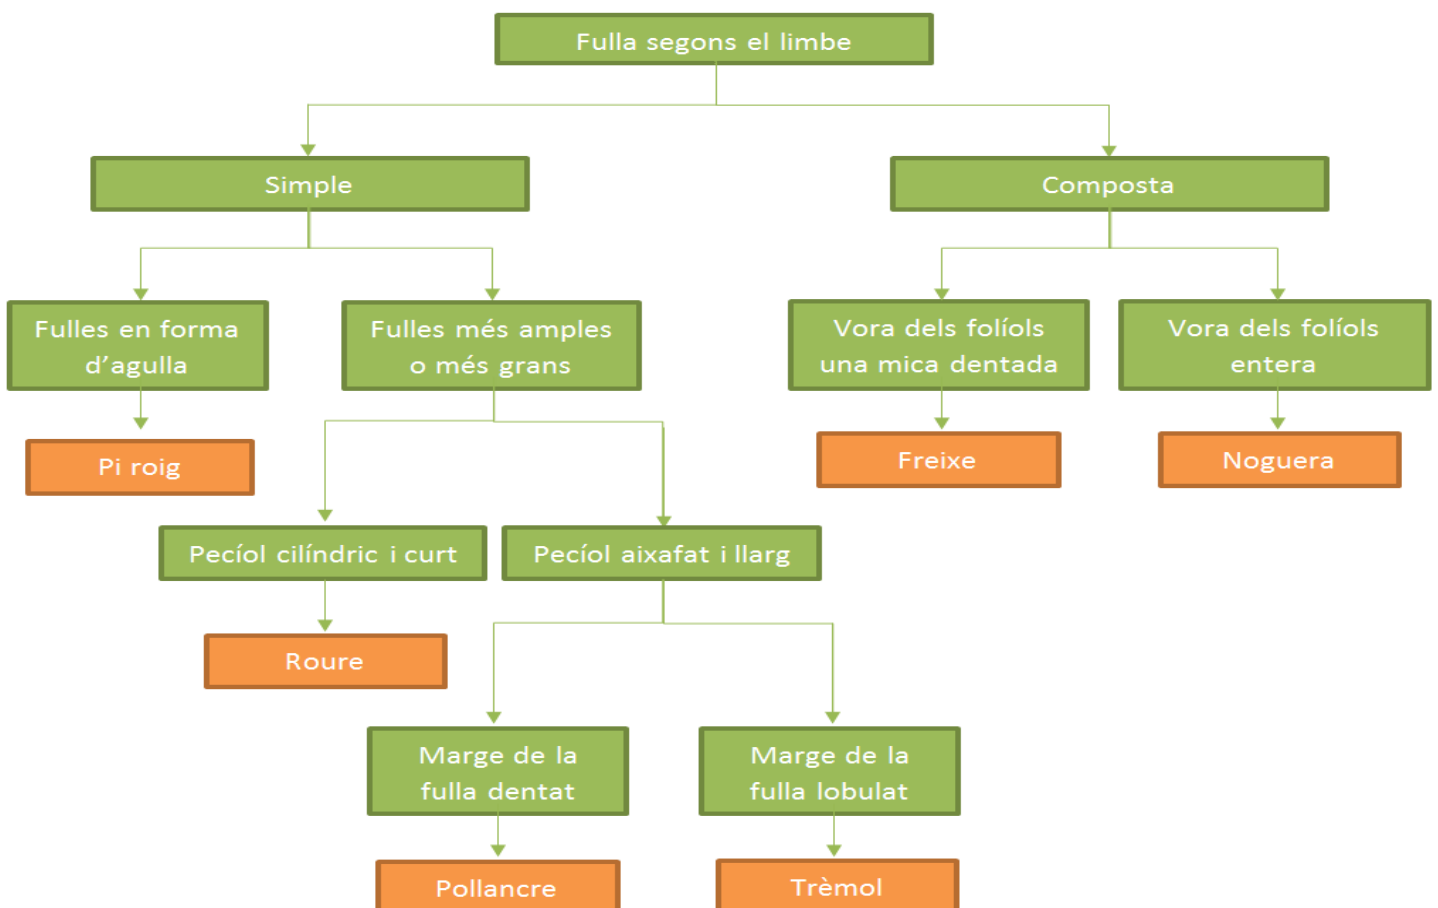 Fulla segons el limbe
Simple
Composta
Fulles en forma
d’agulla
Fulles més amples
o més grans
Vora dels folíols
una mica dentada
Vora dels folíols
entera
Pi roig
Freixe
Noguera
Pecíol cilíndric i curt
Pecíol aixafat i llarg
Roure
Marge de la
fulla dentat
Marge de la
fulla lobulat
Pollancre
Trèmol